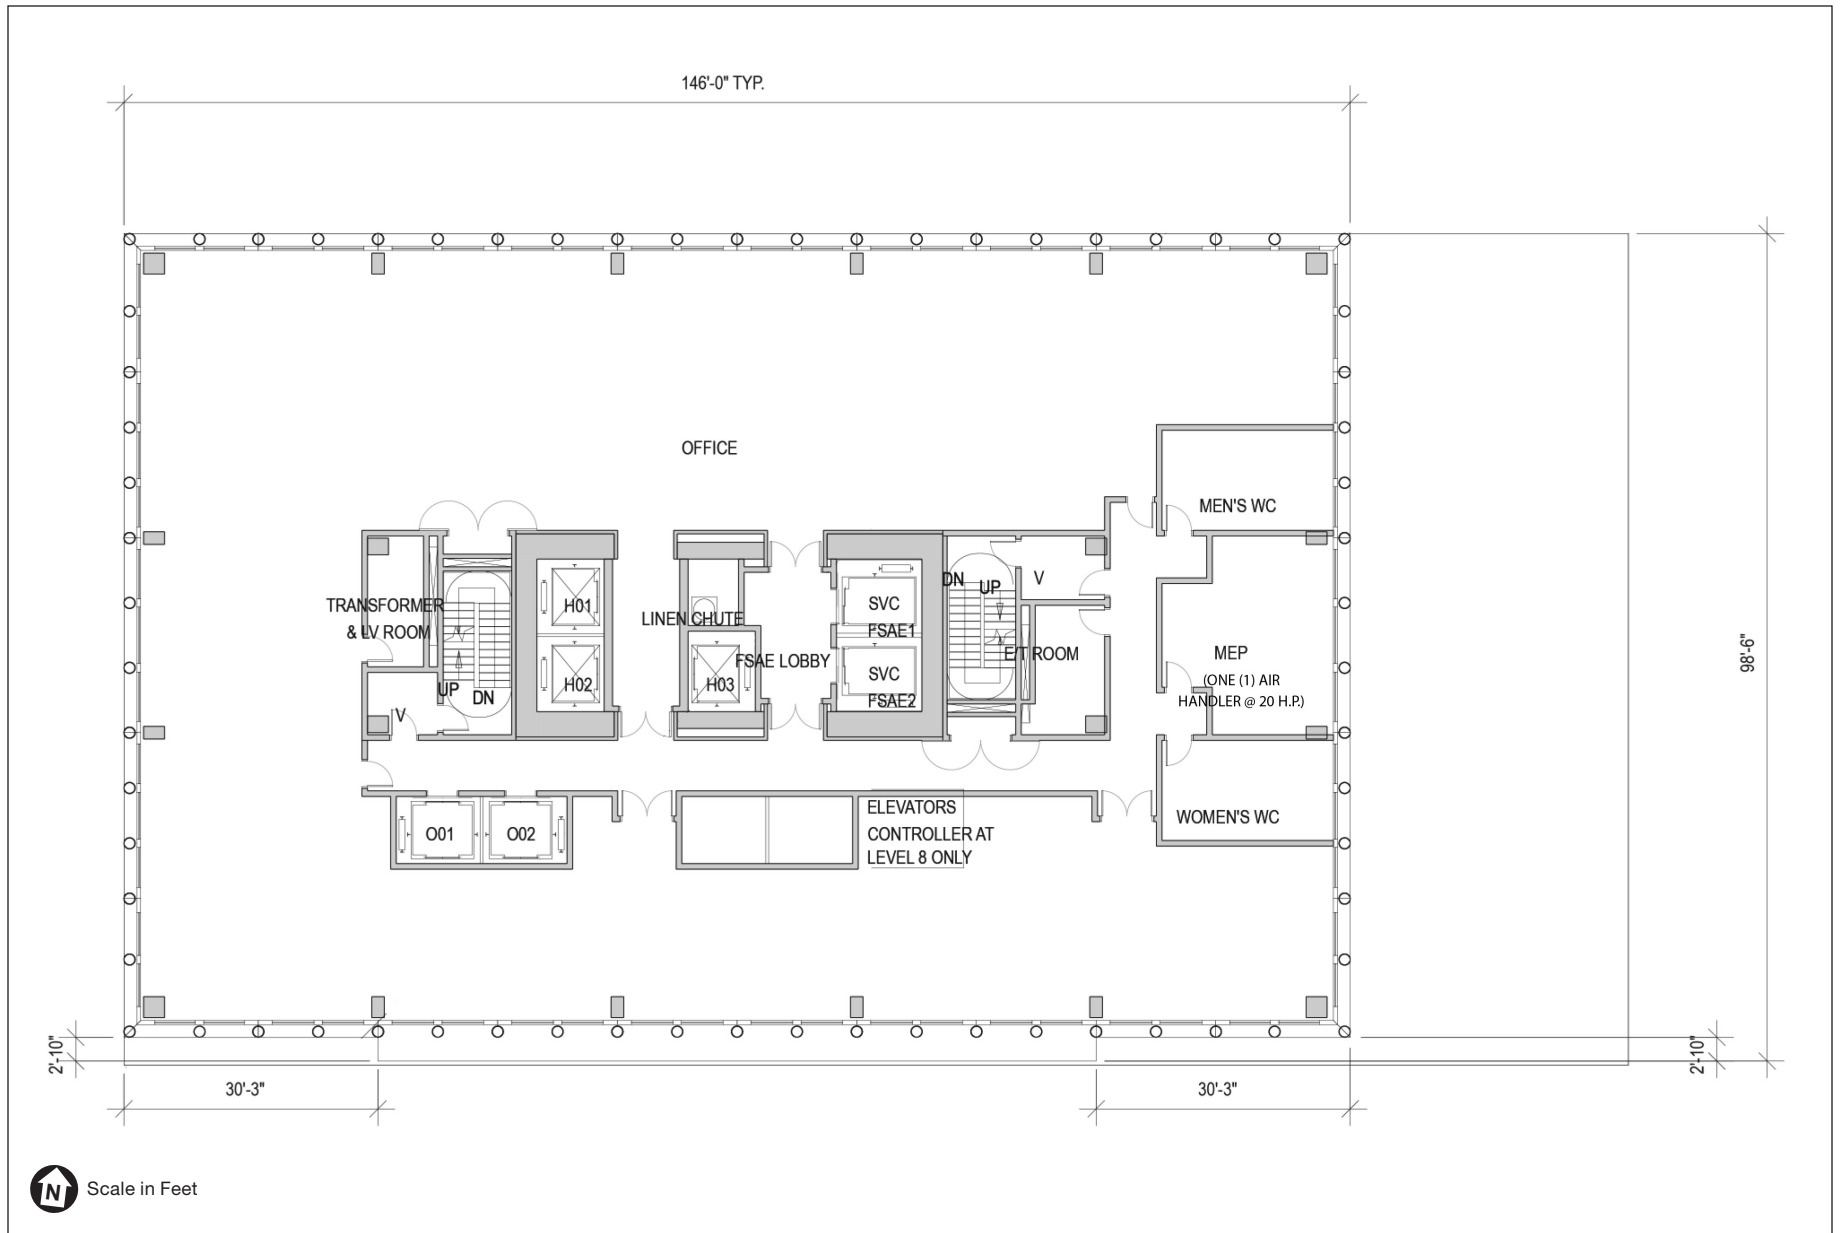 146'-0" TYP.
OFFICE
MEN'S WC
TRANSFORMER
& LV ROOM
H01
LINEN CHUTE
SVC
FSAE1
DN
UP
V
98'-6"
H02
H03
FSAE LOBBY
SVC
FSAE2
E/T ROOM
MEP
(ONE (1) AIR
HANDLER @ 20 H.P.)
UP
DN
V
O01
O02
ELEVATORS
CONTROLLER AT
LEVEL 8 ONLY
WOMEN'S WC
2'-10"
2'-10"
30'-3"
30'-3"
N
Scale in Feet